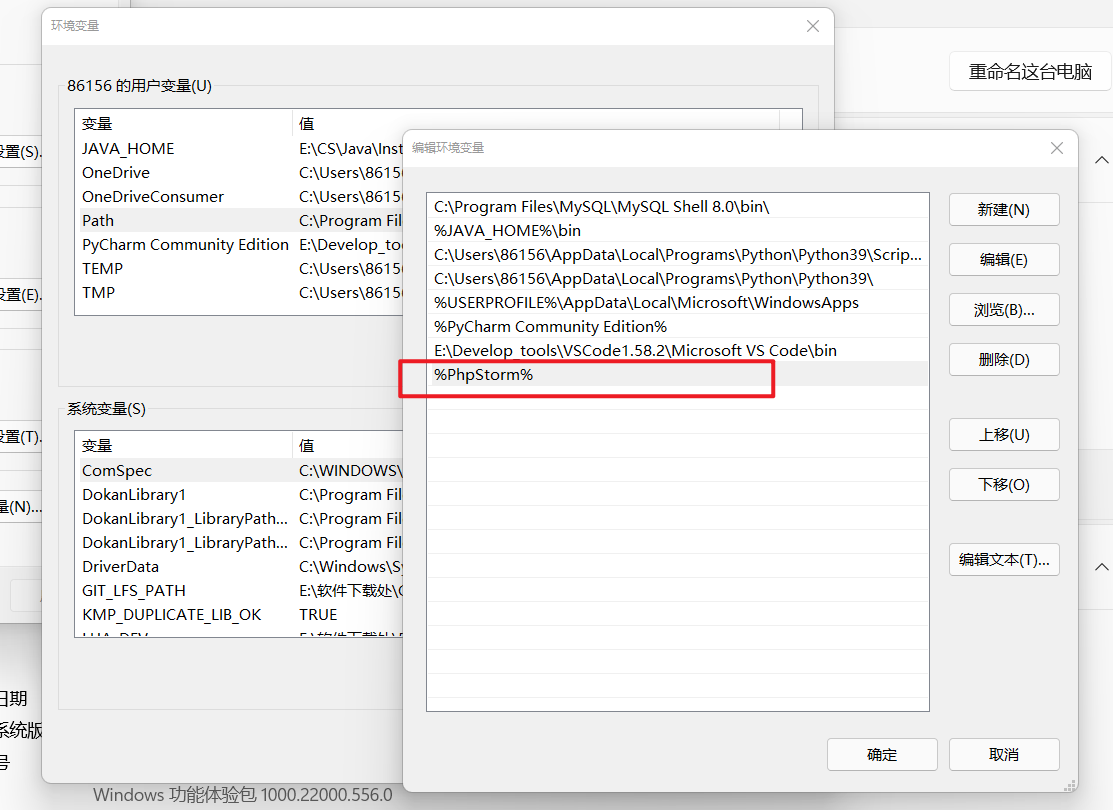 环境变量
86156 的用户变量(U)
变量 值
JAVA_HOME E:\CS\Java\Inst
OneDrive C:\Users\8615
OneDriveConsumer C:\Users\8615
Path C:\Program Fil
PyCharm Community Edition E:\Develop_to
TEMP C:\Users\8615
TMP C:\Users\8615
系统变量(S)
变量 值
ComSpec C:\WINDOWS\
DokanLibrary1 C:\Program Fil
DokanLibrary1_LibraryPath... C:\Program Fil
DokanLibrary1_LibraryPath... C:\Program Fil
DriverData C:\Windows\Sy
GIT_LFS_PATH E:\软件下载处\
KMP_DUPLICATE_LIB_OK TRUE
编辑环境变量
C:\Program Files\MySQL\MySQL Shell 8.0\bin\
%JAVA_HOME%\bin
C:\Users\86156\AppData\Local\Programs\Python\Python39\Scrip...
C:\Users\86156\AppData\Local\Programs\Python\Python39\
%USERPROFILE%\AppData\Local\Microsoft\WindowsApps
%PyCharm Community Edition%
E:\Develop_tools\VSCode1.58.2\Microsoft VS Code\bin
%PhpStorm%
新建(N)
编辑(E)
浏览(B)...
删除(D)
上移(U)
下移(O)
编辑文本(T)...
确定
取消
重命名这台电脑
置(S).
置(E).
置(T).
量(N)...
日期
系统版
号
Windows 功能体验包 1000.22000.556.0